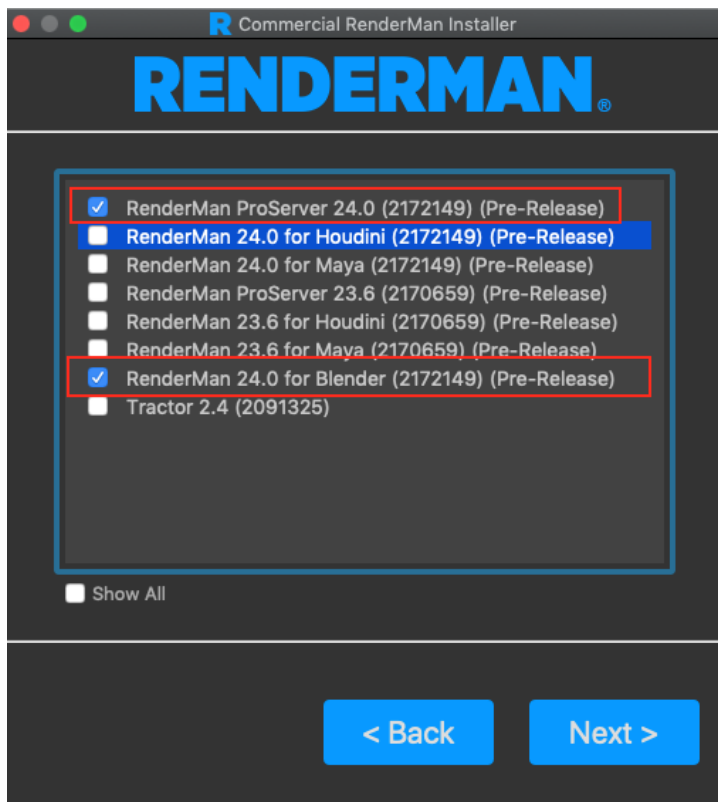 R Commercial RenderMan Installer
RENDERMAN®
RenderMan ProServer 24.0 (2172149) (Pre-Release)
RenderMan 24.0 for Houdini (2172149) (Pre-Release)
RenderMan 24.0 for Maya (2172149) (Pre-Release)
RenderMan ProServer 23.6 (2170659) (Pre-Release)
RenderMan 23.6 for Houdini (2170659) (Pre-Release)
RenderMan 23.6 for Maya (2170659) (Pre-Release)
RenderMan 24.0 for Blender (2172149) (Pre-Release)
Tractor 2.4 (2091325)
Show All
< Back
Next >